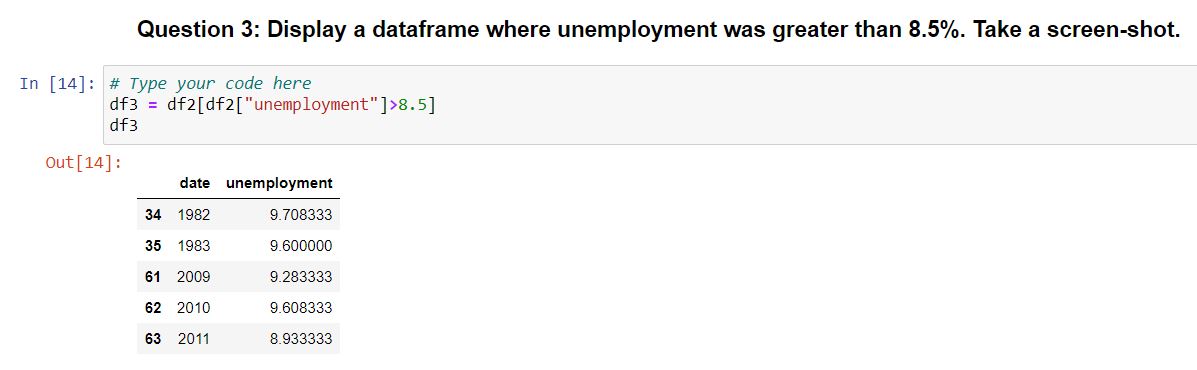 Question 3: Display a dataframe where unemployment was greater than 8.5%. Take a screen-shot.
In [14]: # Type your code here
df3 = df2[df2["unemployment"]>8.5]
df3
Out[14]:
date unemployment
34 1982 9.708333
35 1983 9.600000
61 2009 9.283333
62 2010 9.608333
63 2011 8.933333